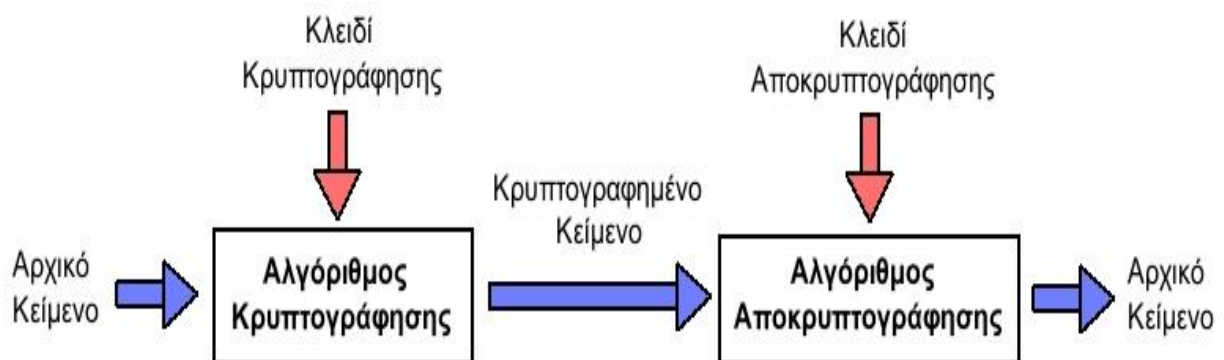 Κλειδί
Κρυπτογράφησης
Κλειδί
Αποκρυπτογράφησης
Αρχικό
Κείμενο
Αλγόριθμος
Κρυπτογράφησης
Κρυπτογραφημένο
Κείμενο
Αλγόριθμος
Αποκρυπτογράφησης
Αρχικό
Κείμενο